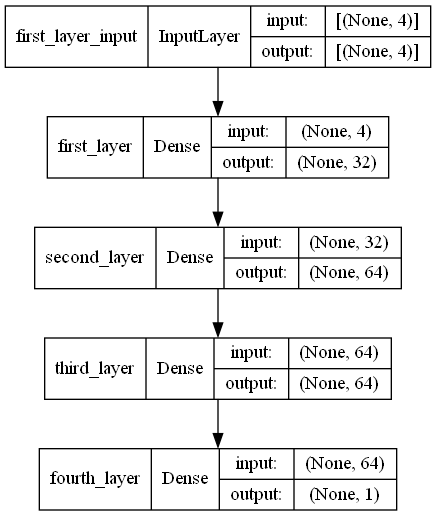 first_layer_input InputLayer input: [(None, 4)]
output: [(None, 4)]
first_layer Dense input: (None, 4)
output: (None, 32)
second_layer Dense input: (None, 32)
output: (None, 64)
third_layer Dense input: (None, 64)
output: (None, 64)
fourth_layer Dense input: (None, 64)
output: (None, 1)